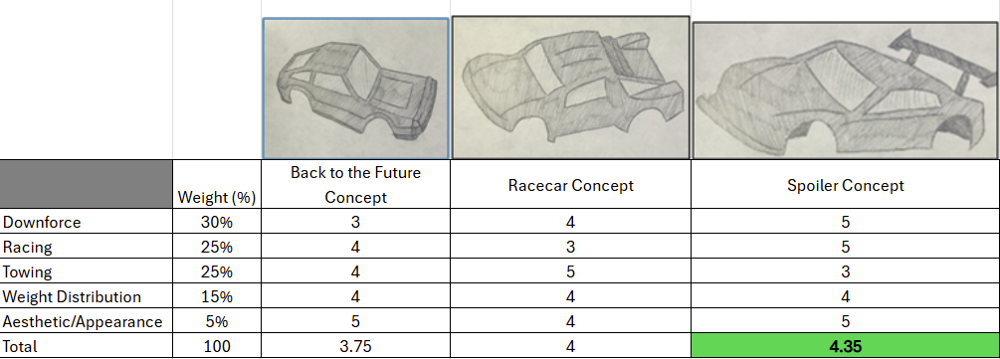 Weight (%) Back to the Future Concept Racecar Concept Spoiler Concept
Downforce 30% 3 4 5
Racing 25% 4 3 5
Towing 25% 4 5 3
Weight Distribution 15% 4 4 4
Aesthetic/Appearance 5% 5 4 5
Total 100 3.75 4 4.35